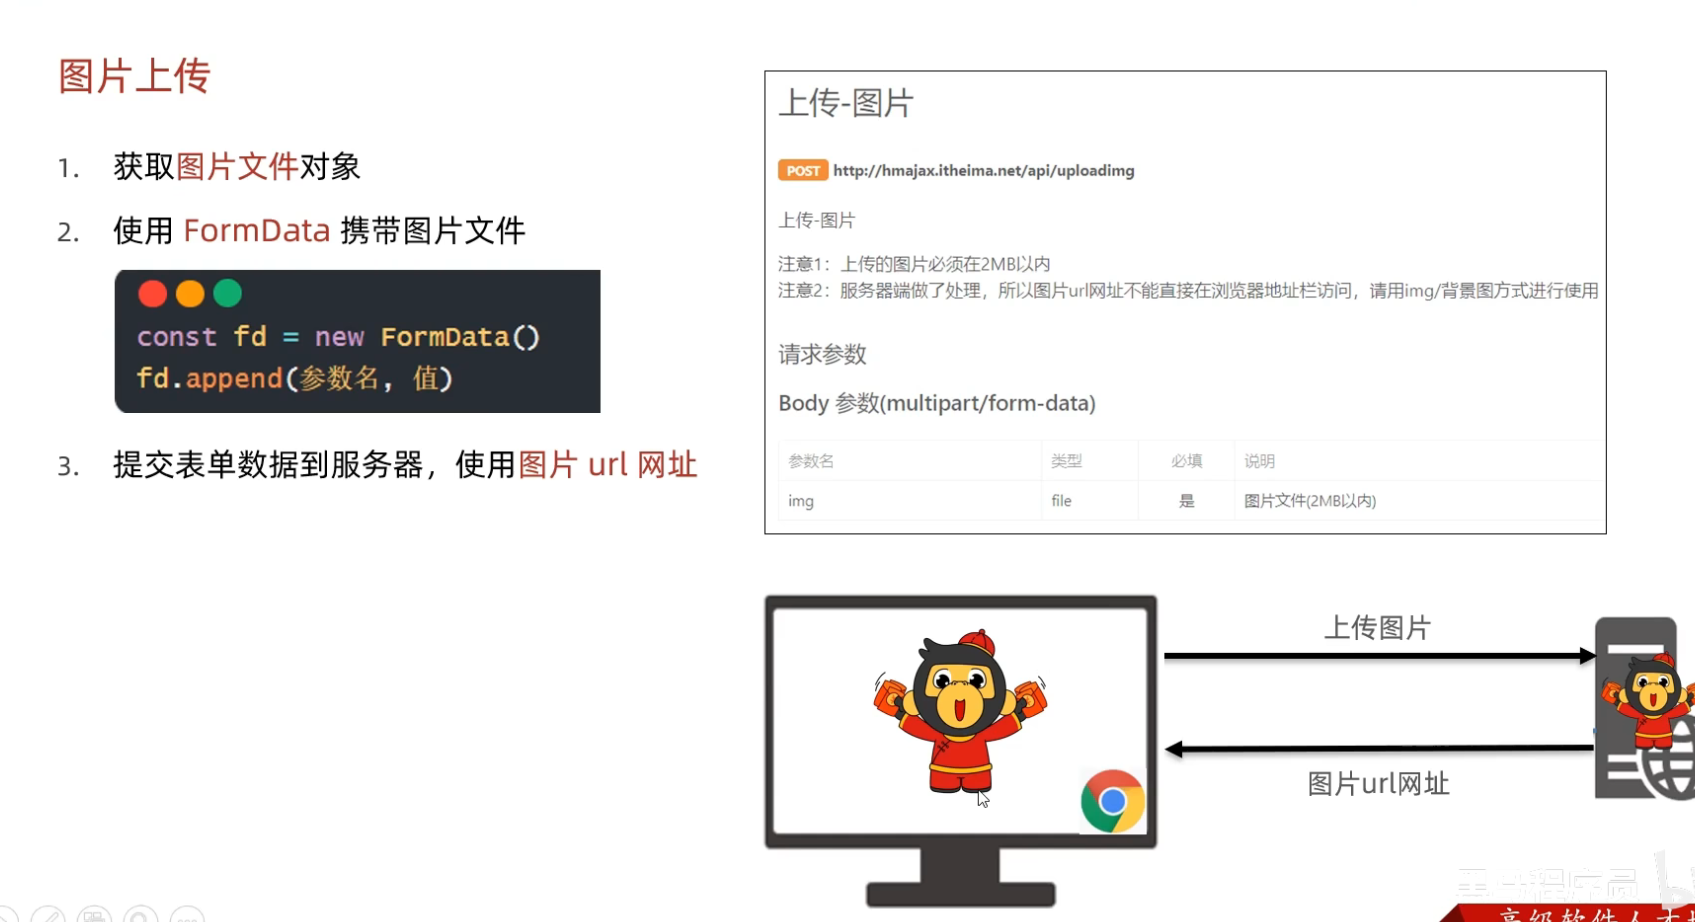 图片上传
1. 获取图片文件对象
2. 使用 FormData 携带图片文件
const fd = new FormData()
fd.append(参数名, 值)
3. 提交表单数据到服务器，使用图片 url 网址
上传-图片
POST http://hmajax.itheima.net/api/uploadimg
上传-图片
注意1：上传的图片必须在2MB以内
注意2：服务器端做了处理，所以图片url网址不能直接在浏览器地址栏访问，请用img/背景图方式进行使用
请求参数
Body 参数(multipart/form-data)
参数名 类型 必填 说明
img file 是 图片文件(2MB以内)
上传图片
图片url网址
高级软件人才